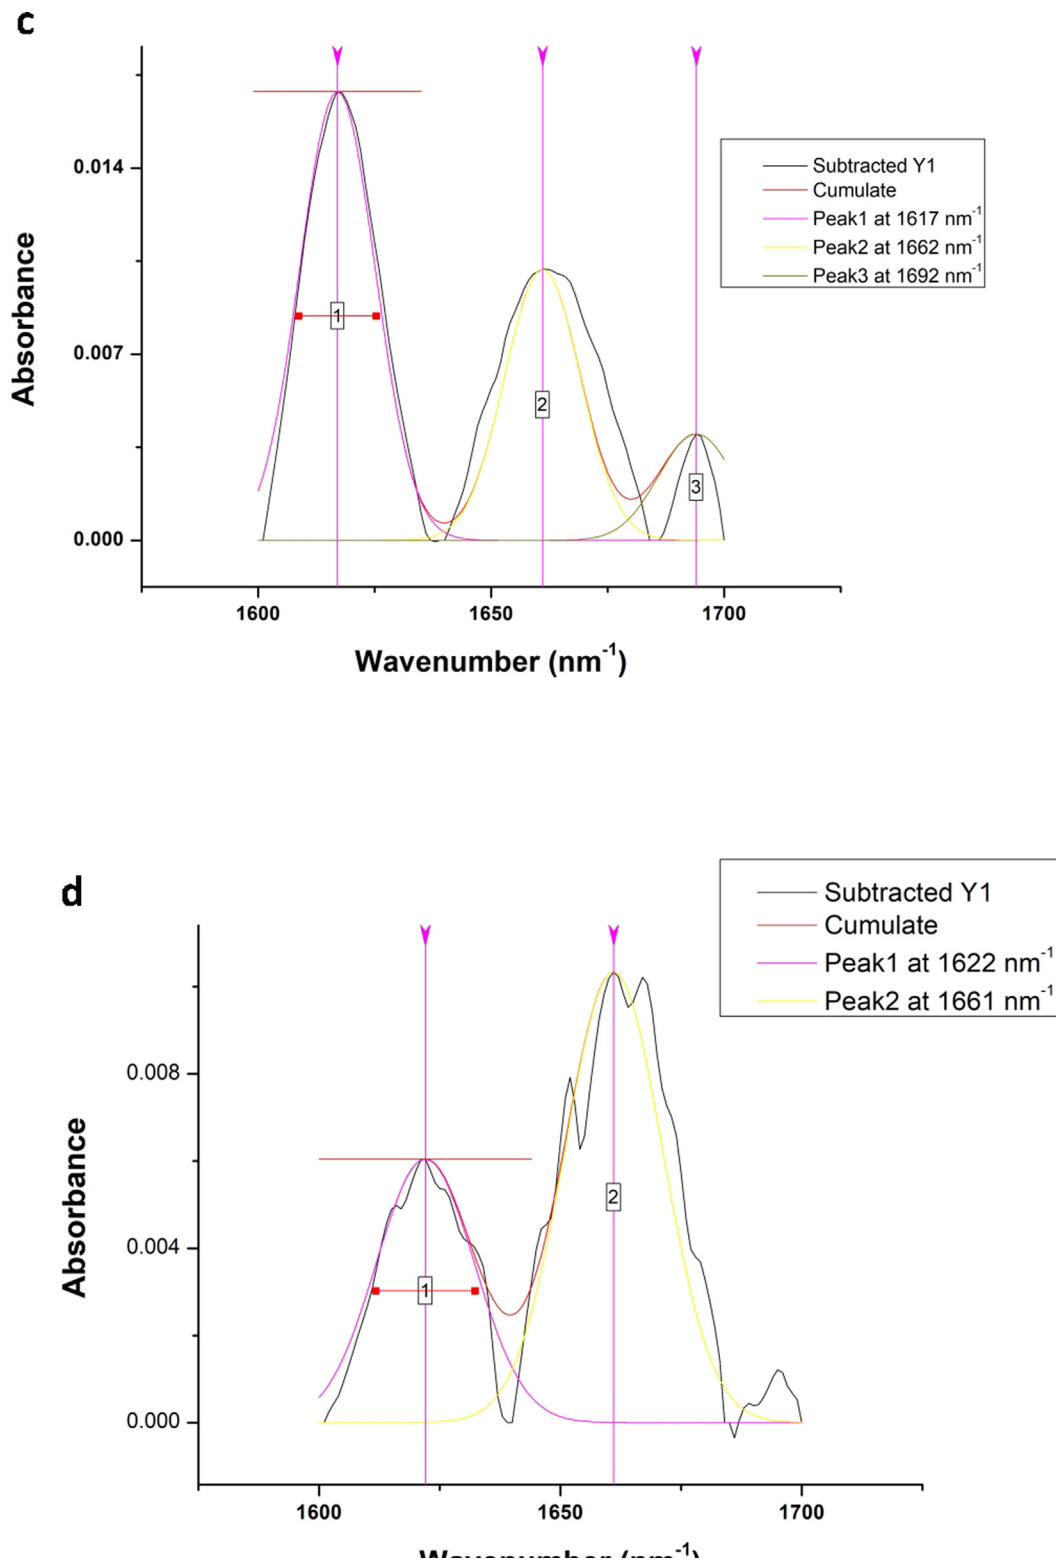 c
Absorbance
0.014
0.007
0.000
1
2
3
Subtracted Y1
Cumulate
Peak1 at 1617 nm⁻¹
Peak2 at 1662 nm⁻¹
Peak3 at 1692 nm⁻¹
1600 1650 1700
Wavenumber (nm⁻¹)
d
Absorbance
0.008
0.004
0.000
1
2
Subtracted Y1
Cumulate
Peak1 at 1622 nm⁻¹
Peak2 at 1661 nm⁻¹
1600 1650 1700
Wavenumber (nm⁻¹)